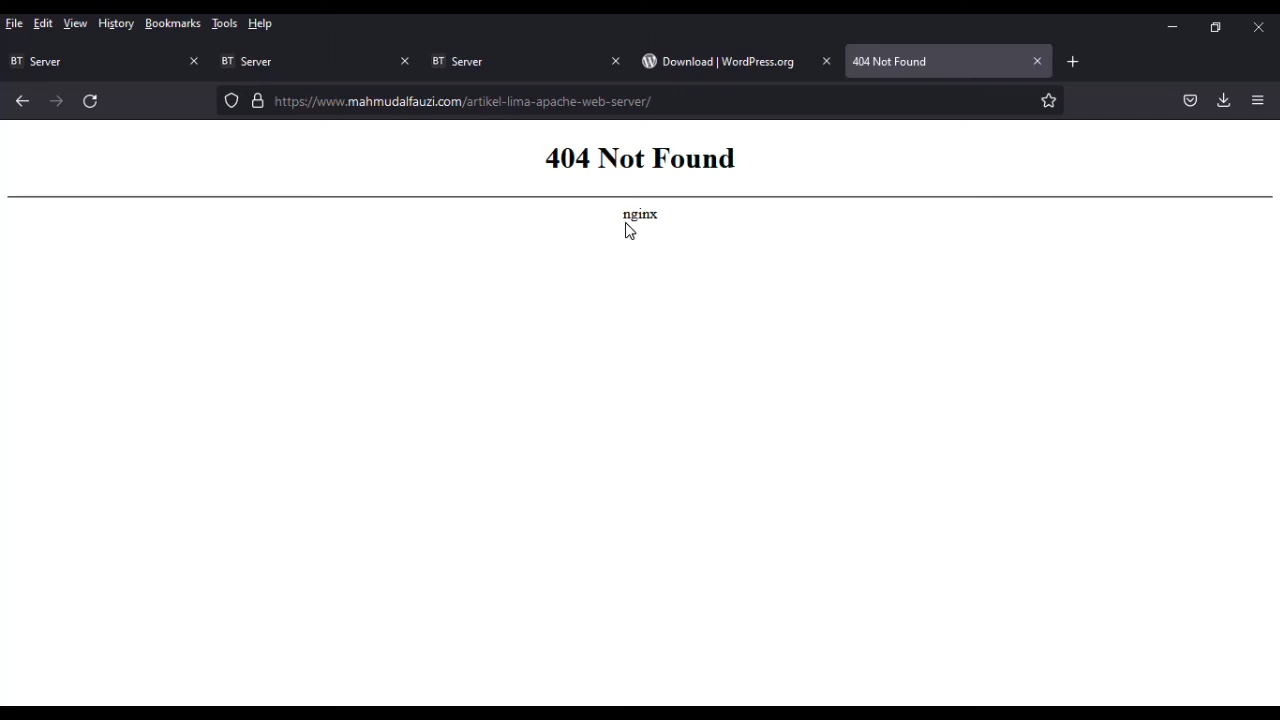 File Edit View History Bookmarks Tools Help
BT Server BT Server BT Server Download | WordPress.org 404 Not Found
https://www.mahmudalfauzi.com/artikel-lima-apache-web-server/
404 Not Found
nginx